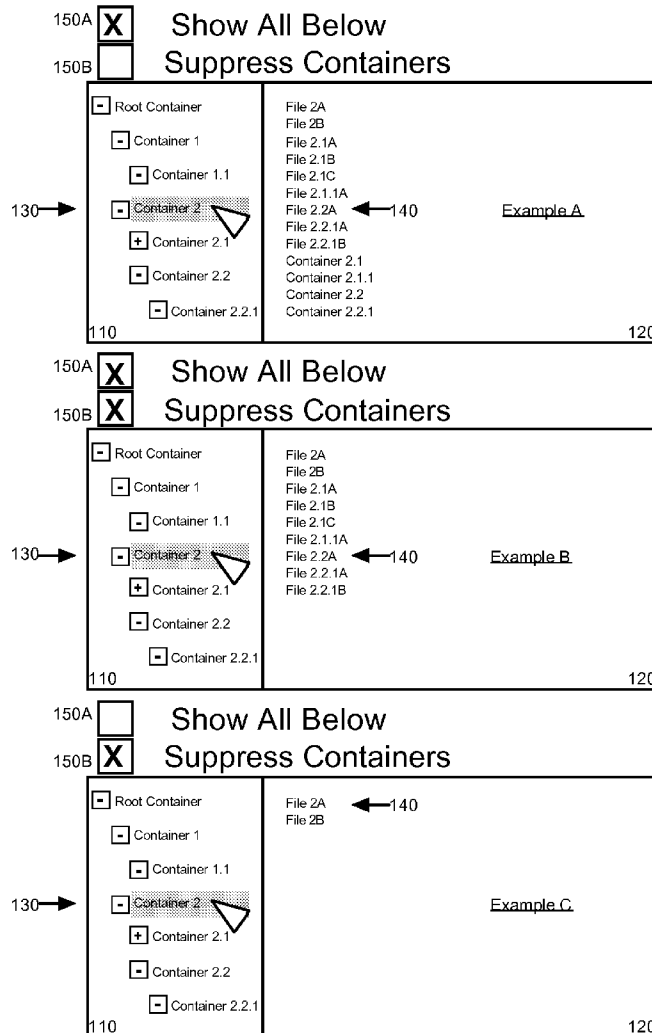 150A X Show All Below
150B Suppress Containers
- Root Container
- Container 1
- Container 1.1
130 - Container 2
+ Container 2.1
- Container 2.2
- Container 2.2.1
110
File 2A
File 2B
File 2.1A
File 2.1B
File 2.1C
File 2.1.1A
File 2.2A 140 Example A
File 2.2.1A
File 2.2.1B
Container 2.1
Container 2.1.1
Container 2.2
Container 2.2.1
120
150A X Show All Below
150B X Suppress Containers
- Root Container
- Container 1
- Container 1.1
130 - Container 2
+ Container 2.1
- Container 2.2
- Container 2.2.1
110
File 2A
File 2B
File 2.1A
File 2.1B
File 2.1C
File 2.1.1A
File 2.2A 140 Example B
File 2.2.1A
File 2.2.1B
120
150A Show All Below
150B X Suppress Containers
- Root Container
- Container 1
- Container 1.1
130 - Container 2
+ Container 2.1
- Container 2.2
- Container 2.2.1
110
File 2A 140
File 2B
Example C
120